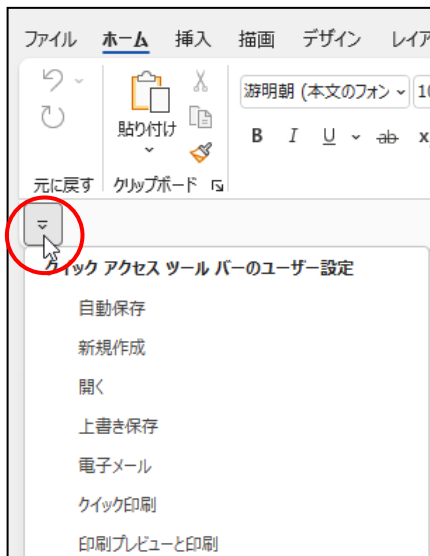 ファイル ホーム 挿入 描画 デザイン レイア
貼り付け
游明朝 (本文のフォン 10
B I U ab x
元に戻す クリップボード
クイック アクセス ツール バーのユーザー設定
自動保存
新規作成
開く
上書き保存
電子メール
クイック印刷
印刷プレビューと印刷